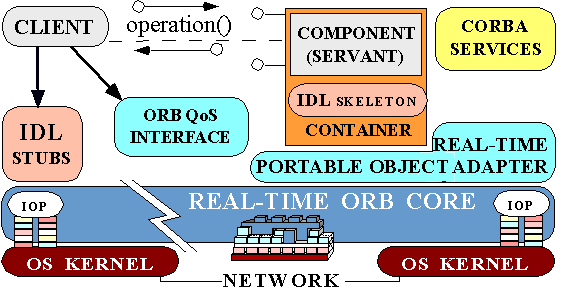 CLIENT
operation()
COMPONENT
(SERVANT)
CORBA
SERVICES
IDL
STUBS
ORB QoS
INTERFACE
IDL SKELETON
CONTAINER
REAL-TIME
PORTABLE OBJECT ADAPTER
IOP
REAL-TIME ORB CORE
IOP
OS KERNEL
OS KERNEL
NETWORK